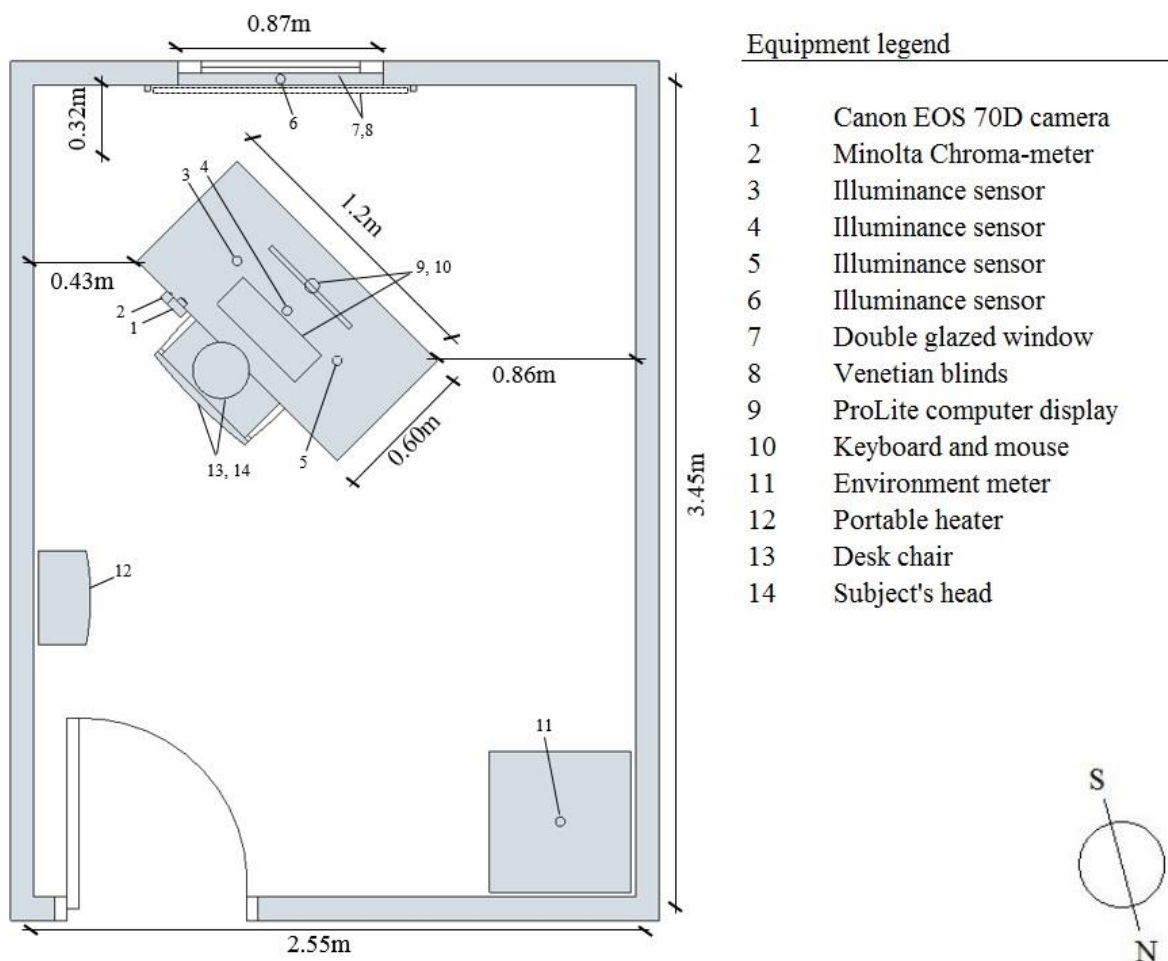 0.87m
0.32m
6
7,8
3
4
1.2m
9, 10
0.43m
2
1
0.86m
0.60m
5
13, 14
3.45m
12
11
2.55m
Equipment legend
1 Canon EOS 70D camera
2 Minolta Chroma-meter
3 Illuminance sensor
4 Illuminance sensor
5 Illuminance sensor
6 Illuminance sensor
7 Double glazed window
8 Venetian blinds
9 ProLite computer display
10 Keyboard and mouse
11 Environment meter
12 Portable heater
13 Desk chair
14 Subject's head
S
N